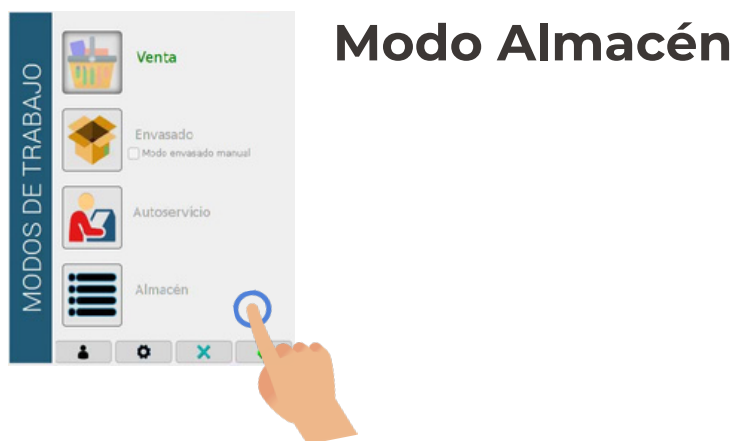 Modo Almacén
MODOS DE TRABAJO
Venta
Envasado
Modo envasado manual
Autoservicio
Almacén